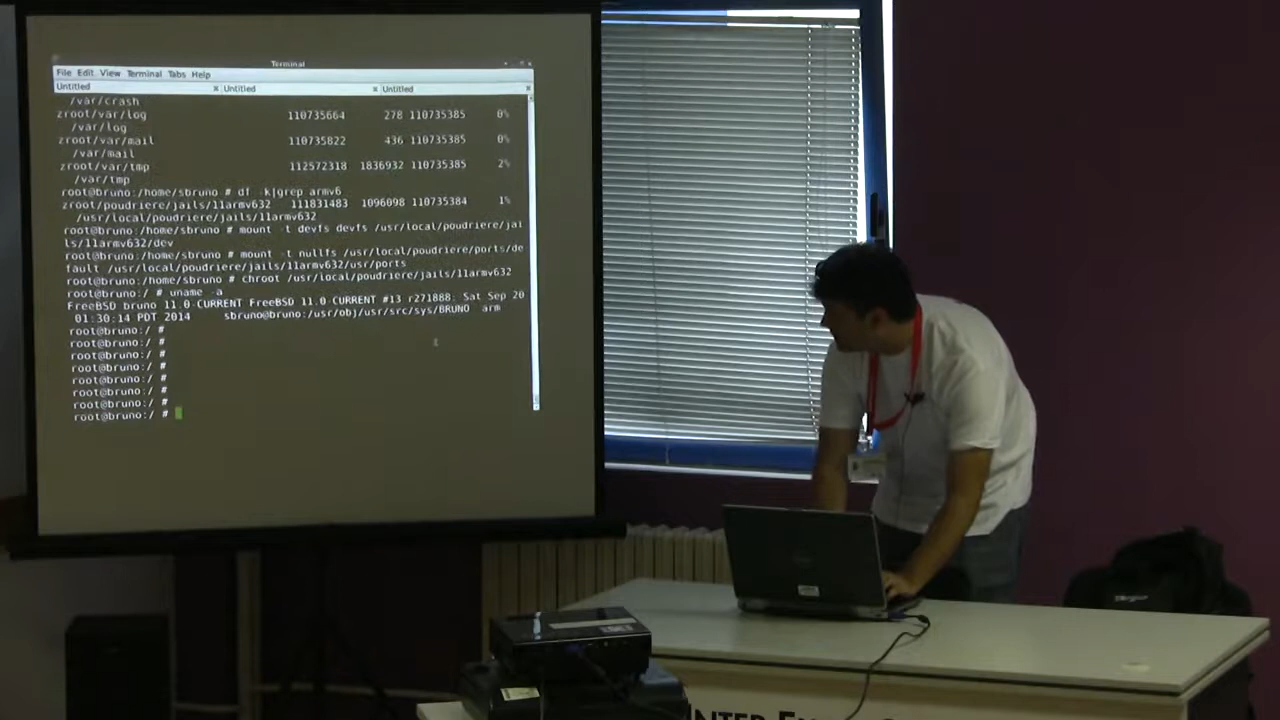 Terminal
File Edit View Terminal Tabs Help
Untitled Untitled Untitled
/var/crash
zroot/var/log 110735664 278 110735385 0%
/var/log
zroot/var/mail 110735822 436 110735385 0%
/var/mail
zroot/var/tmp 112572318 1836932 110735385 2%
/var/tmp
root@bruno:/home/sbruno # df -k|grep armv6
zroot/poudriere/jails/11armv632 111831483 1096098 110735384 1%
/usr/local/poudriere/jails/11armv632
root@bruno:/home/sbruno # mount -t devfs devfs /usr/local/poudriere/jai
ls/11armv632/dev
root@bruno:/home/sbruno # mount -t nullfs /usr/local/poudriere/ports/de
fault /usr/local/poudriere/jails/11armv632/usr/ports
root@bruno:/home/sbruno # chroot /usr/local/poudriere/jails/11armv632
root@bruno:/ # uname -a
FreeBSD bruno 11.0-CURRENT FreeBSD 11.0-CURRENT #13 r271888: Sat Sep 20
01:30:14 PDT 2014 sbruno@bruno:/usr/obj/usr/src/sys/BRUNO arm
root@bruno:/ #
root@bruno:/ #
root@bruno:/ #
root@bruno:/ #
root@bruno:/ #
root@bruno:/ #
root@bruno:/ #
root@bruno:/ #